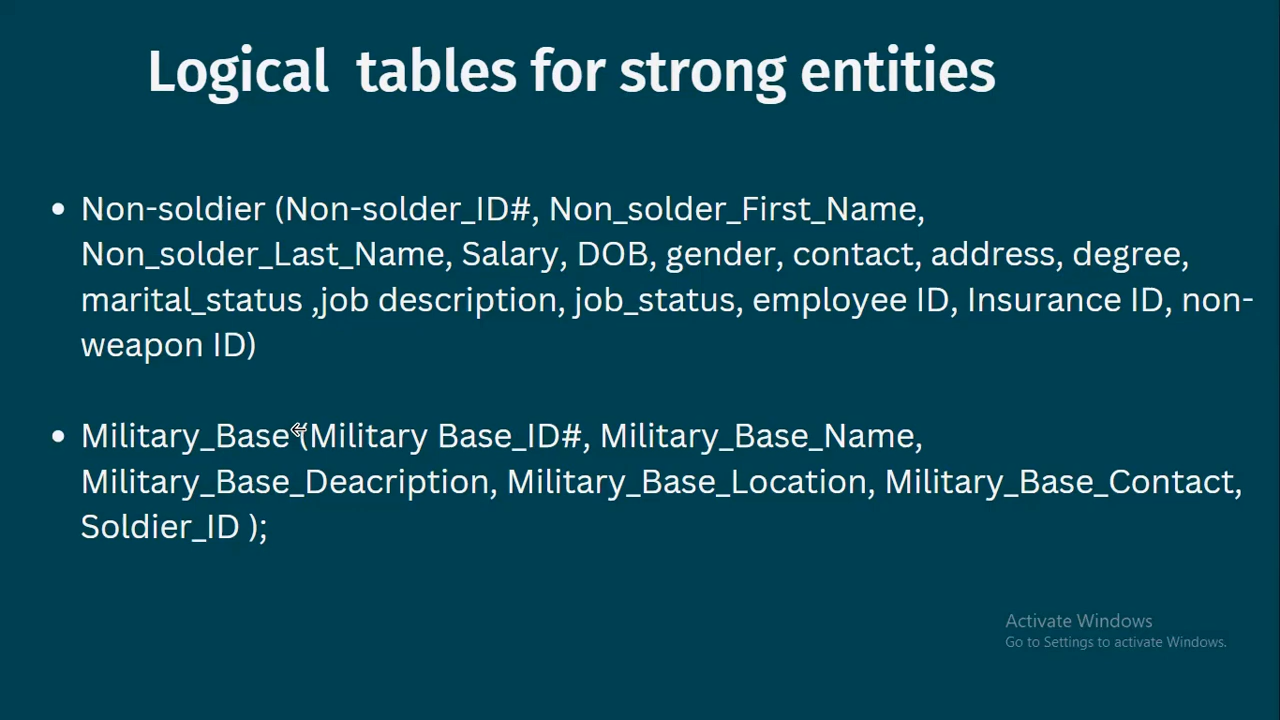 Logical tables for strong entities
• Non-soldier (Non-solder_ID#, Non_solder_First_Name,
Non_solder_Last_Name, Salary, DOB, gender, contact, address, degree,
marital_status ,job description, job_status, employee ID, Insurance ID, non-
weapon ID)
• Military_Base (Military Base_ID#, Military_Base_Name,
Military_Base_Deacription, Military_Base_Location, Military_Base_Contact,
Soldier_ID );
Activate Windows
Go to Settings to activate Windows.